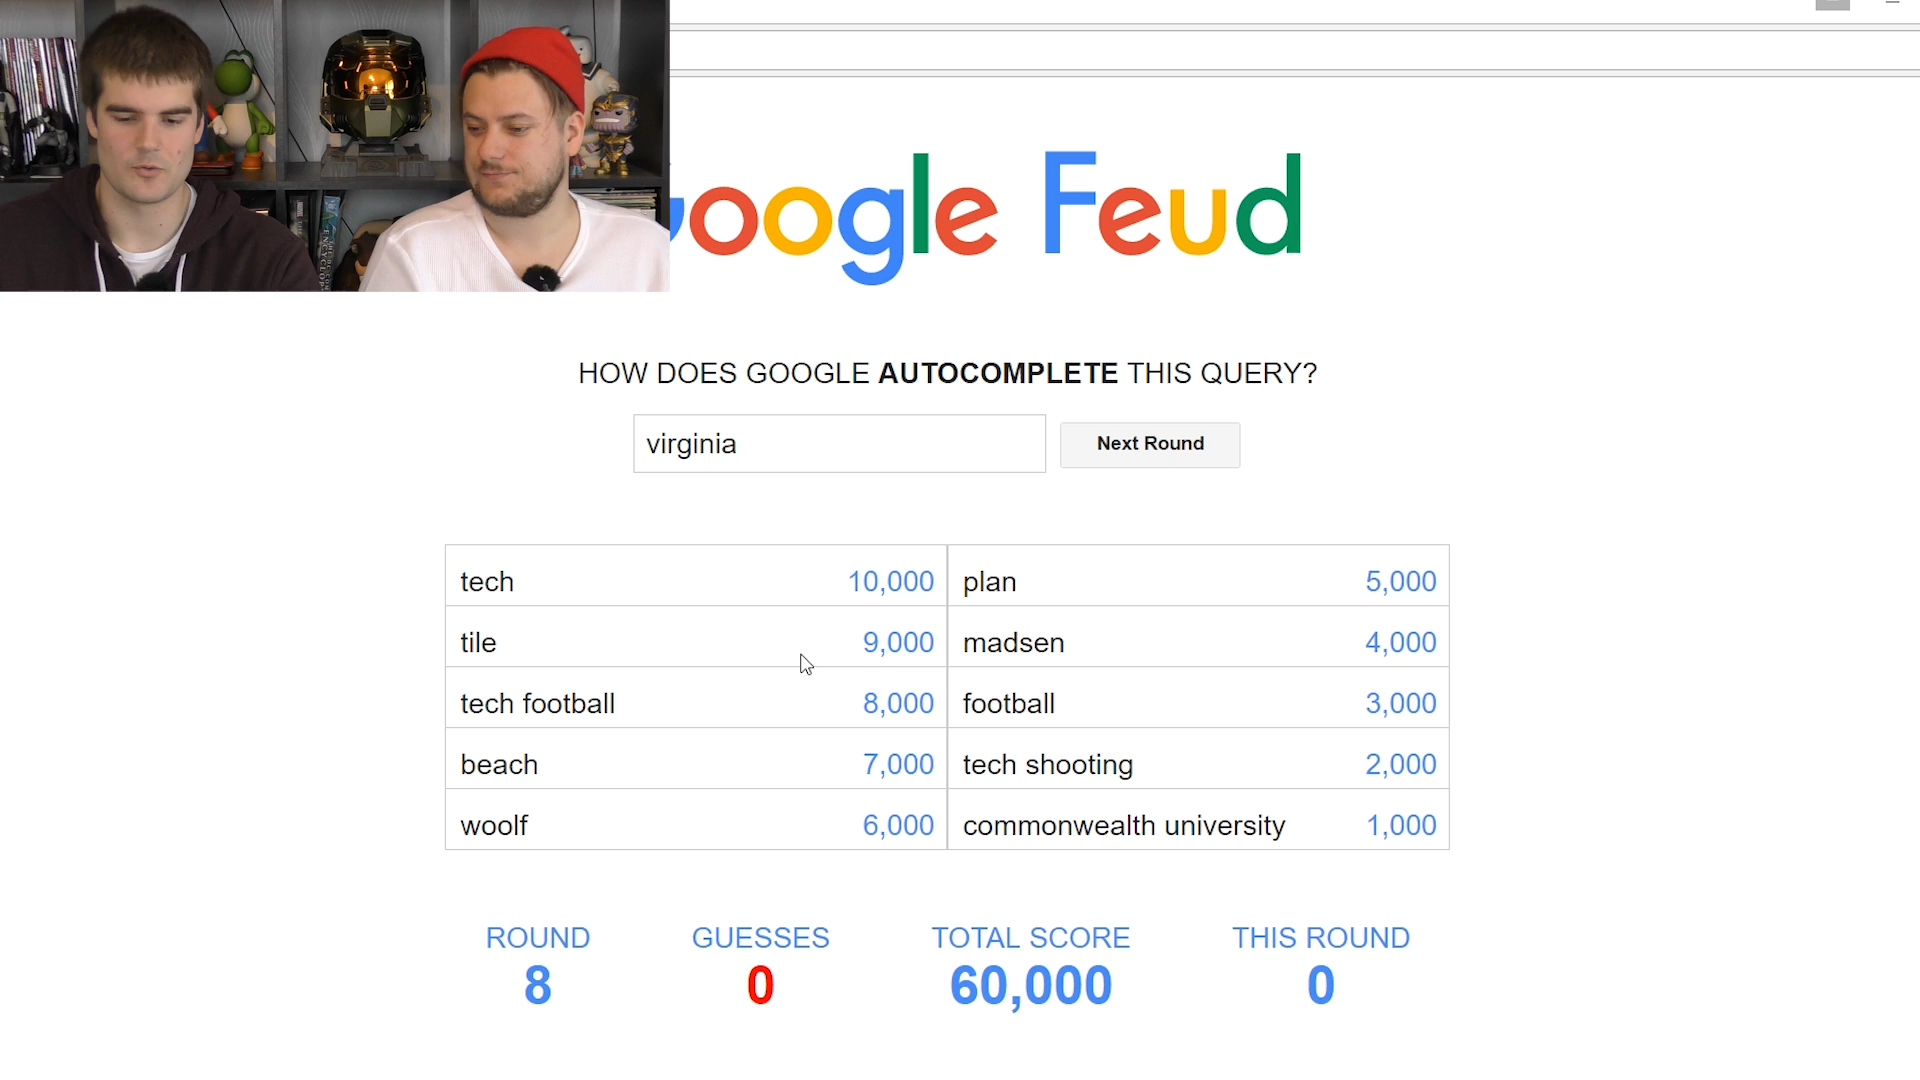 oogle Feud
HOW DOES GOOGLE AUTOCOMPLETE THIS QUERY?
virginia
Next Round
tech 10,000 plan 5,000
tile 9,000 madsen 4,000
tech football 8,000 football 3,000
beach 7,000 tech shooting 2,000
woolf 6,000 commonwealth university 1,000
ROUND GUESSES TOTAL SCORE THIS ROUND
8 0 60,000 0